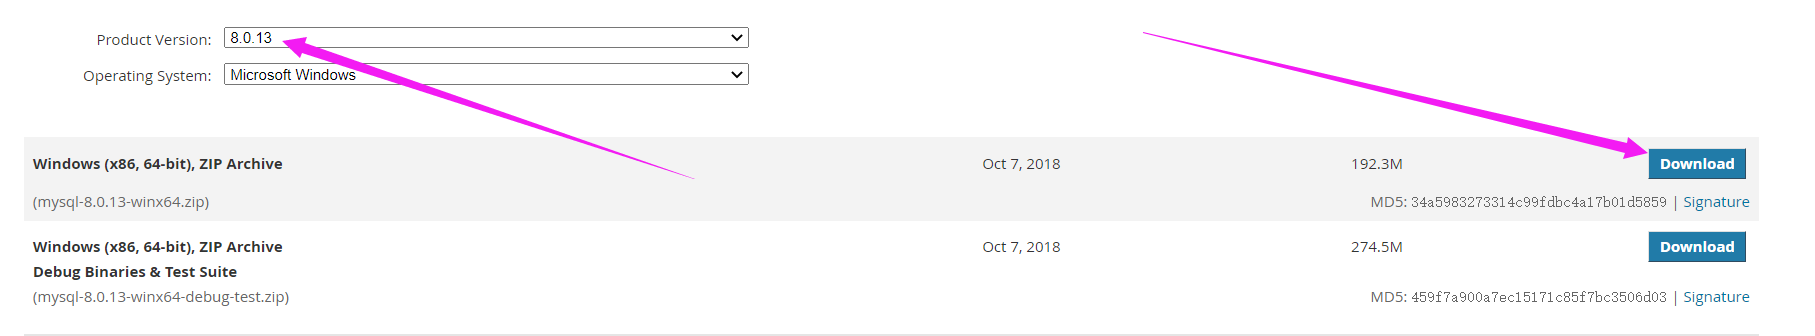 Product Version: 8.0.13
Operating System: Microsoft Windows
Windows (x86, 64-bit), ZIP Archive Oct 7, 2018 192.3M Download
(mysql-8.0.13-winx64.zip) MD5: 34a5983273314c99fdbc4a17b01d5859 | Signature
Windows (x86, 64-bit), ZIP Archive Oct 7, 2018 274.5M Download
Debug Binaries & Test Suite
(mysql-8.0.13-winx64-debug-test.zip) MD5: 459f7a900a7ec15171c85f7bc3506d03 | Signature